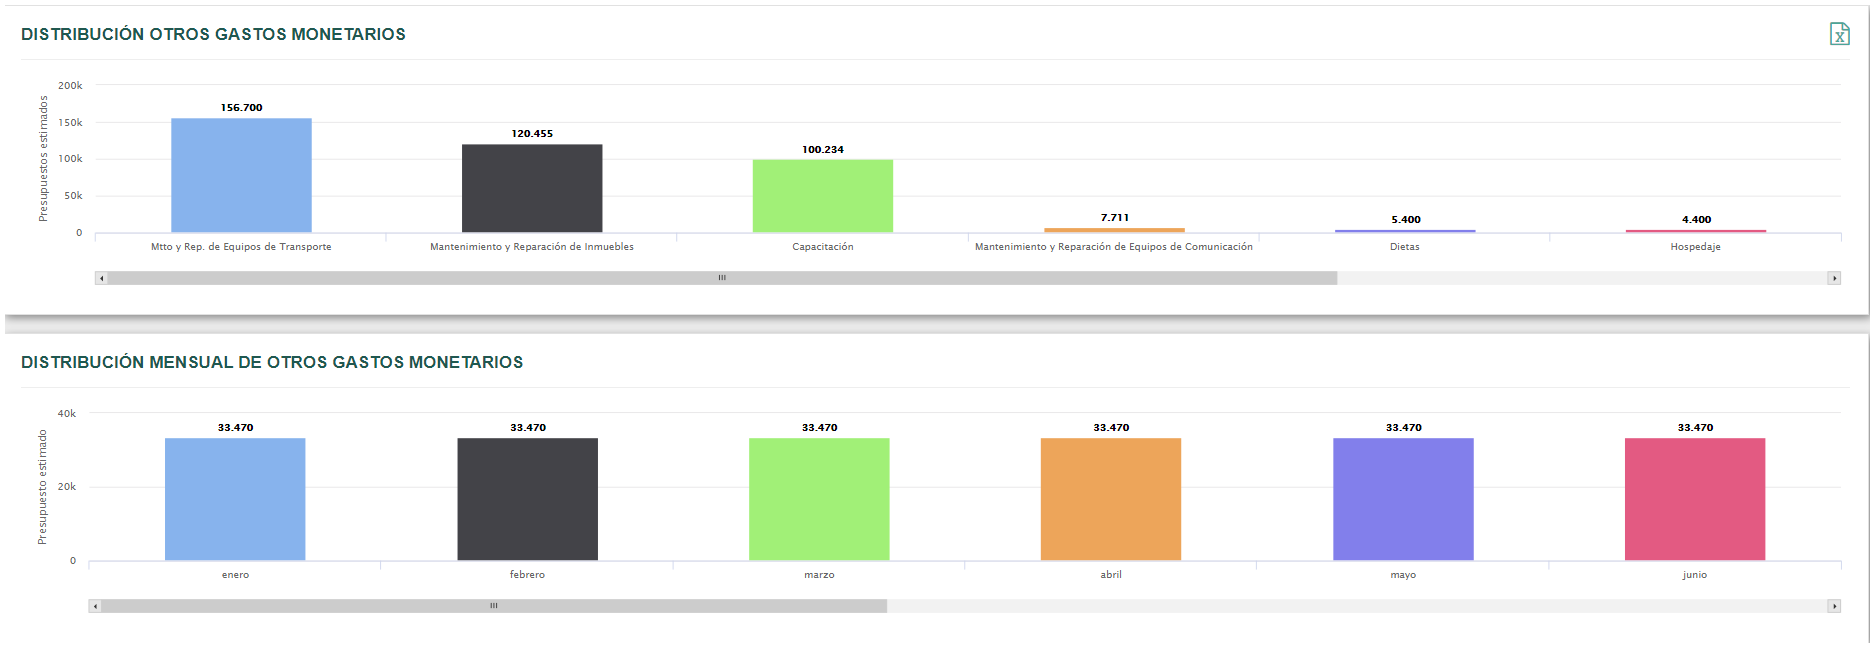 DISTRIBUCIÓN OTROS GASTOS MONETARIOS
X
Presupuestos estimados
200k
150k
100k
50k
0
156.700
120.455
100.234
7.711
5.400
4.400
Mtto y Rep. de Equipos de Transporte
Mantenimiento y Reparación de Inmuebles
Capacitación
Mantenimiento y Reparación de Equipos de Comunicación
Dietas
Hospedaje
DISTRIBUCIÓN MENSUAL DE OTROS GASTOS MONETARIOS
Presupuesto estimado
40k
20k
0
33.470
33.470
33.470
33.470
33.470
33.470
enero
febrero
marzo
abril
mayo
junio